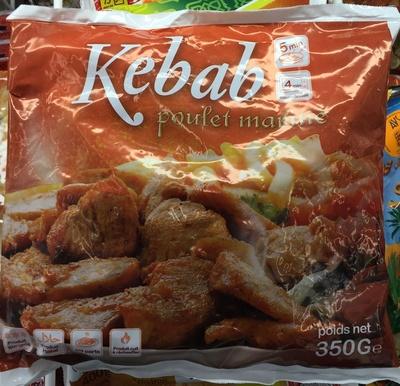 Kebab
poulet mariné
5 min
4 min
poids net
350Ge